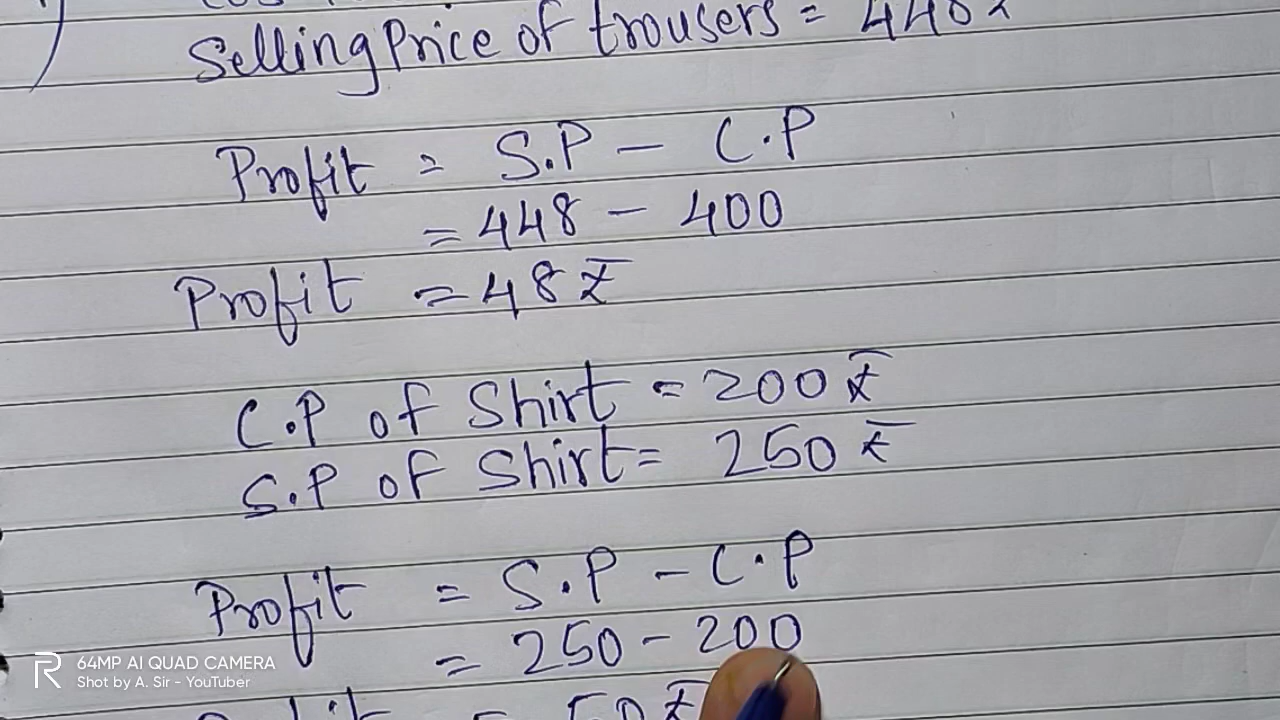 Selling Price of trousers = 448₹
Profit = S.P - C.P
= 448 - 400
Profit = 48₹
C.P of Shirt = 200₹
S.P of Shirt = 250₹
Profit = S.P - C.P
= 250 - 200
= 50₹
64MP AI QUAD CAMERA
Shot by A. Sir - YouTuber